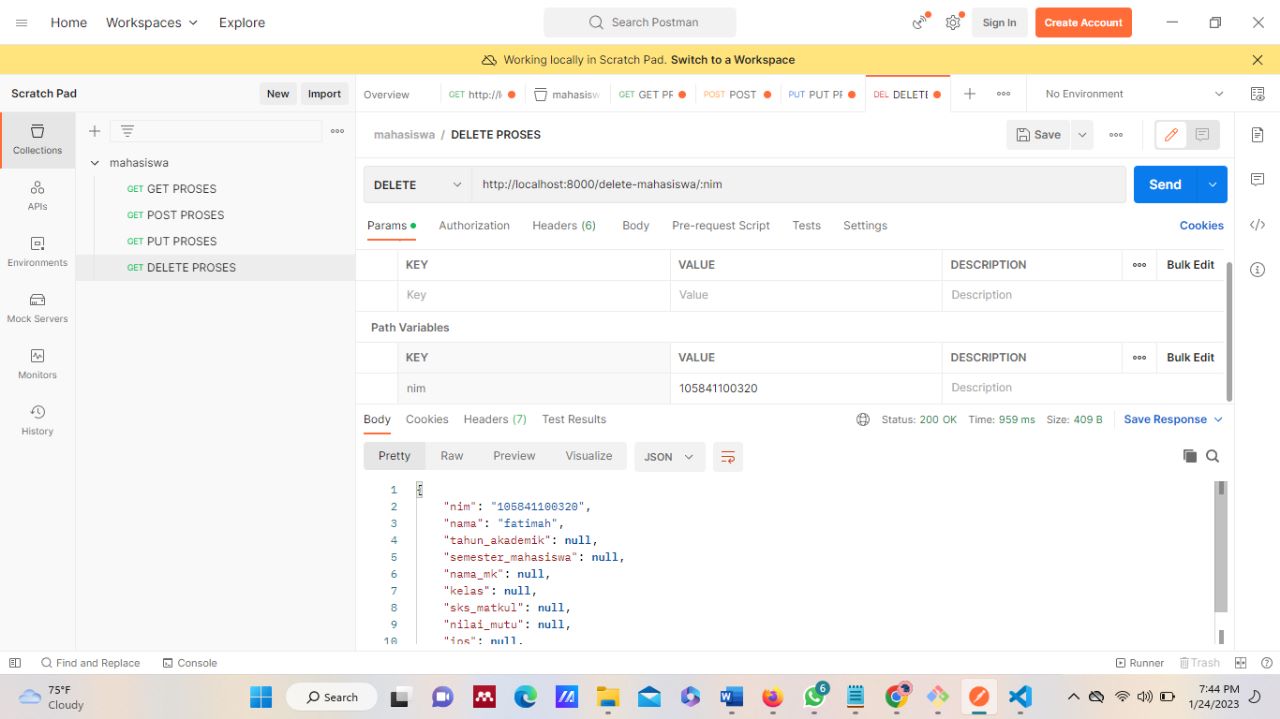 Home Workspaces Explore Search Postman Sign In Create Account
Working locally in Scratch Pad. Switch to a Workspace
Scratch Pad New Import Overview GET http://l mahasisw GET GET PF POST POST PUT PUT PF DEL DELETE No Environment
Collections
APIs
Environments
Mock Servers
Monitors
History
mahasiswa
GET GET PROSES
GET POST PROSES
GET PUT PROSES
GET DELETE PROSES
mahasiswa / DELETE PROSES Save
DELETE http://localhost:8000/delete-mahasiswa/:nim Send
Params Authorization Headers (6) Body Pre-request Script Tests Settings Cookies
KEY VALUE DESCRIPTION Bulk Edit
Key Value Description
Path Variables
KEY VALUE DESCRIPTION Bulk Edit
nim 105841100320 Description
Body Cookies Headers (7) Test Results Status: 200 OK Time: 959 ms Size: 409 B Save Response
Pretty Raw Preview Visualize JSON
1 {
2 "nim": "105841100320",
3 "nama": "fatimah",
4 "tahun_akademik": null,
5 "semester_mahasiswa": null,
6 "nama_mk": null,
7 "kelas": null,
8 "sks_matkul": null,
9 "nilai_mutu": null,
10 "ips": null,
Find and Replace Console Runner Trash
75°F
Cloudy
Search
6
7:44 PM
1/24/2023